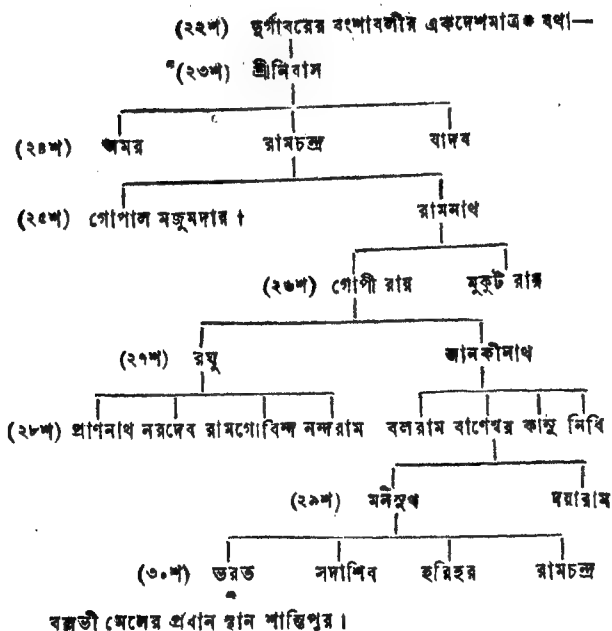 (২২শ) দুর্গাবরের বংশাবলীর একদেশমাত্র* যথা—
(২৩শ) শ্রীনিবাস
(২৪শ) অমর রামচন্দ্র যাদব
(২৫শ) গোপাল মজুমদার † রামনাথ
(২৬শ) গোপী রায় মুকুট রায়
(২৭শ) রঘু জানকীনাথ
(২৮শ) প্রাণনাথ নরদেব রামগোবিন্দ নন্দরাম বলরাম বাণেশ্বর কানু নিধি
(২৯শ) মনীসুখ দয়ারাম
(৩০শ) ভরত সদাশিব হরিহর রামচন্দ্র
বল্লভী মেলের প্রধান স্থান শান্তিপুর।